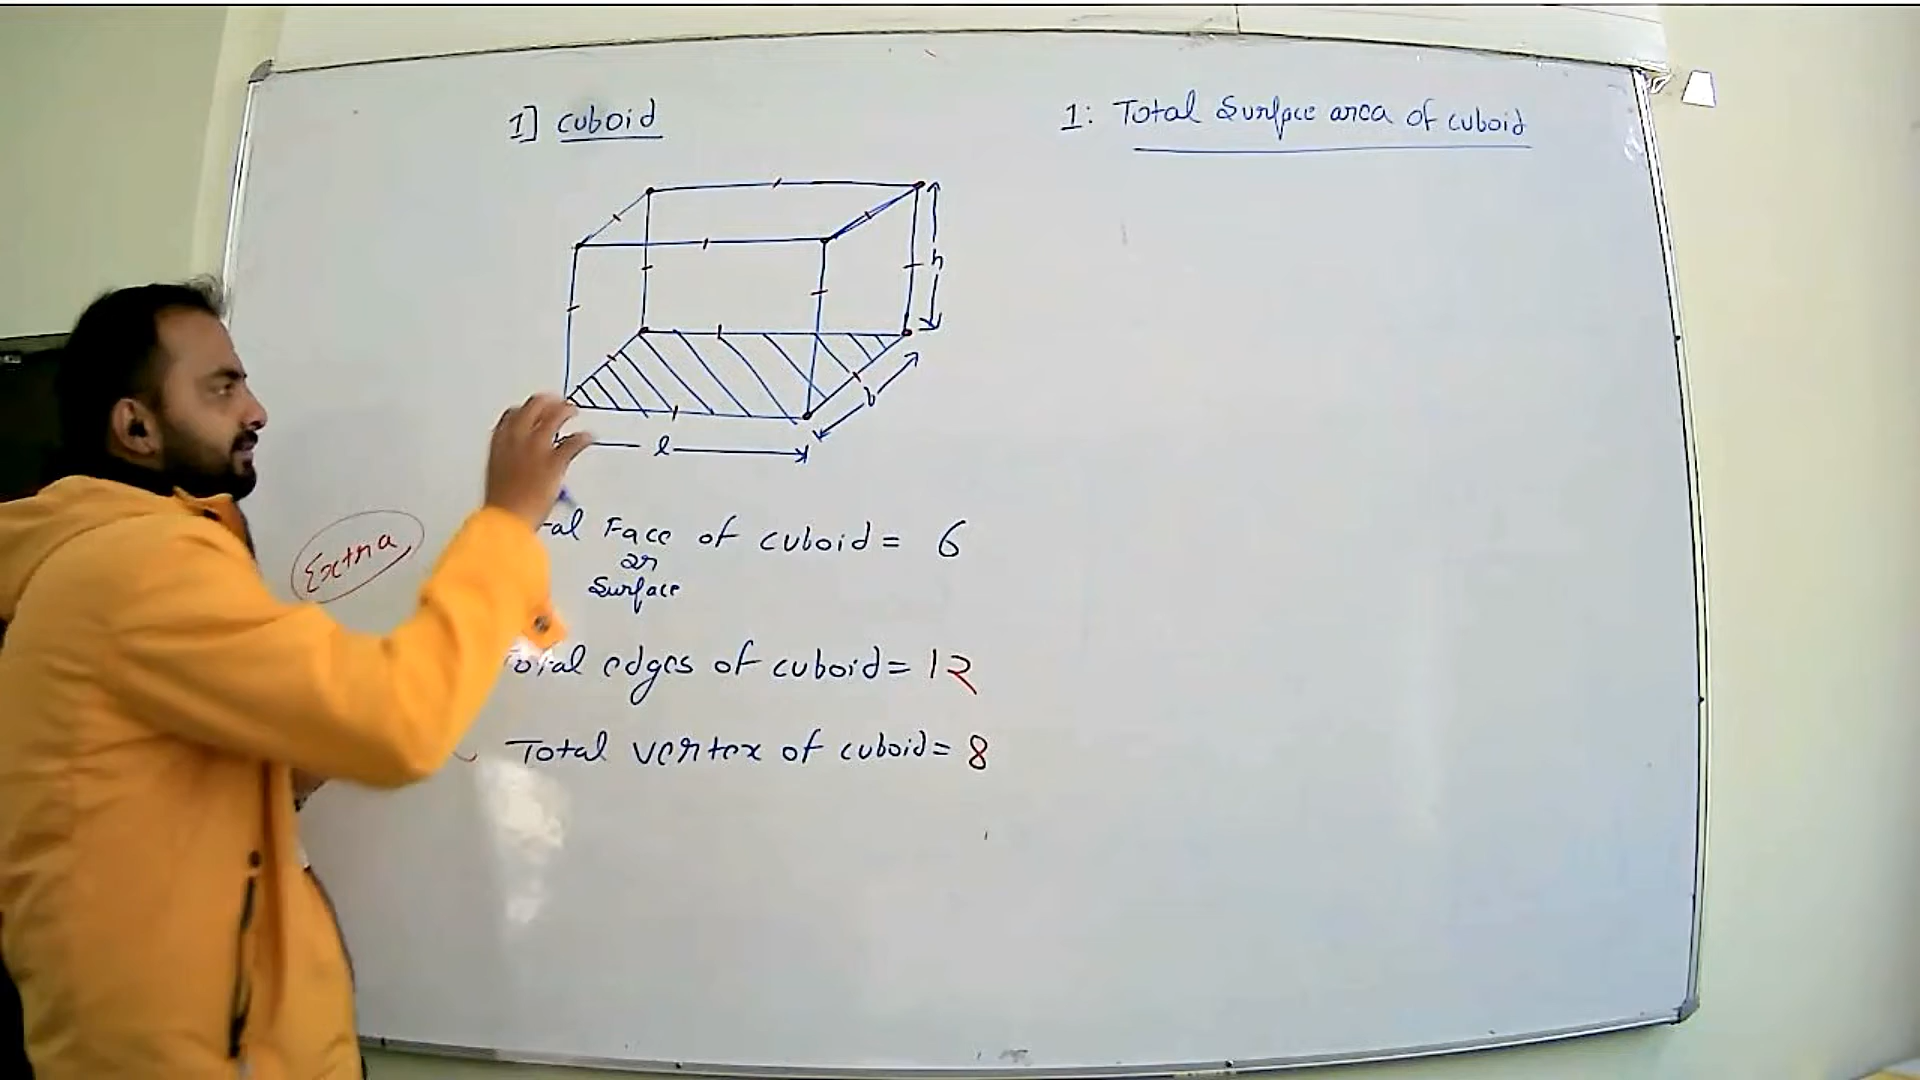 1] cuboid
1: Total Surface area of cuboid
h
b
l
Extra
Face of cuboid = 6
or
Surface
Total edges of cuboid = 12
Total vertex of cuboid = 8